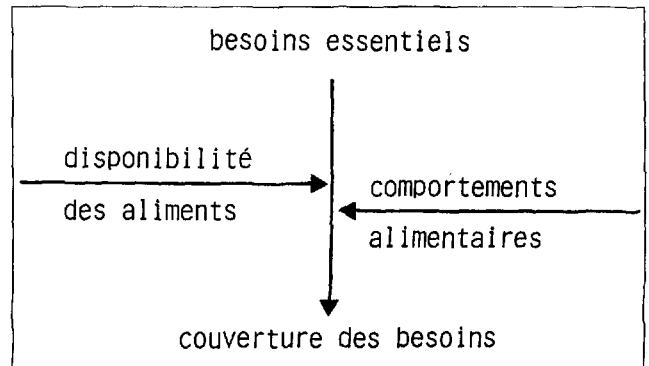 besoins essentiels
disponibilité
des aliments
comportements
alimentaires
couverture des besoins